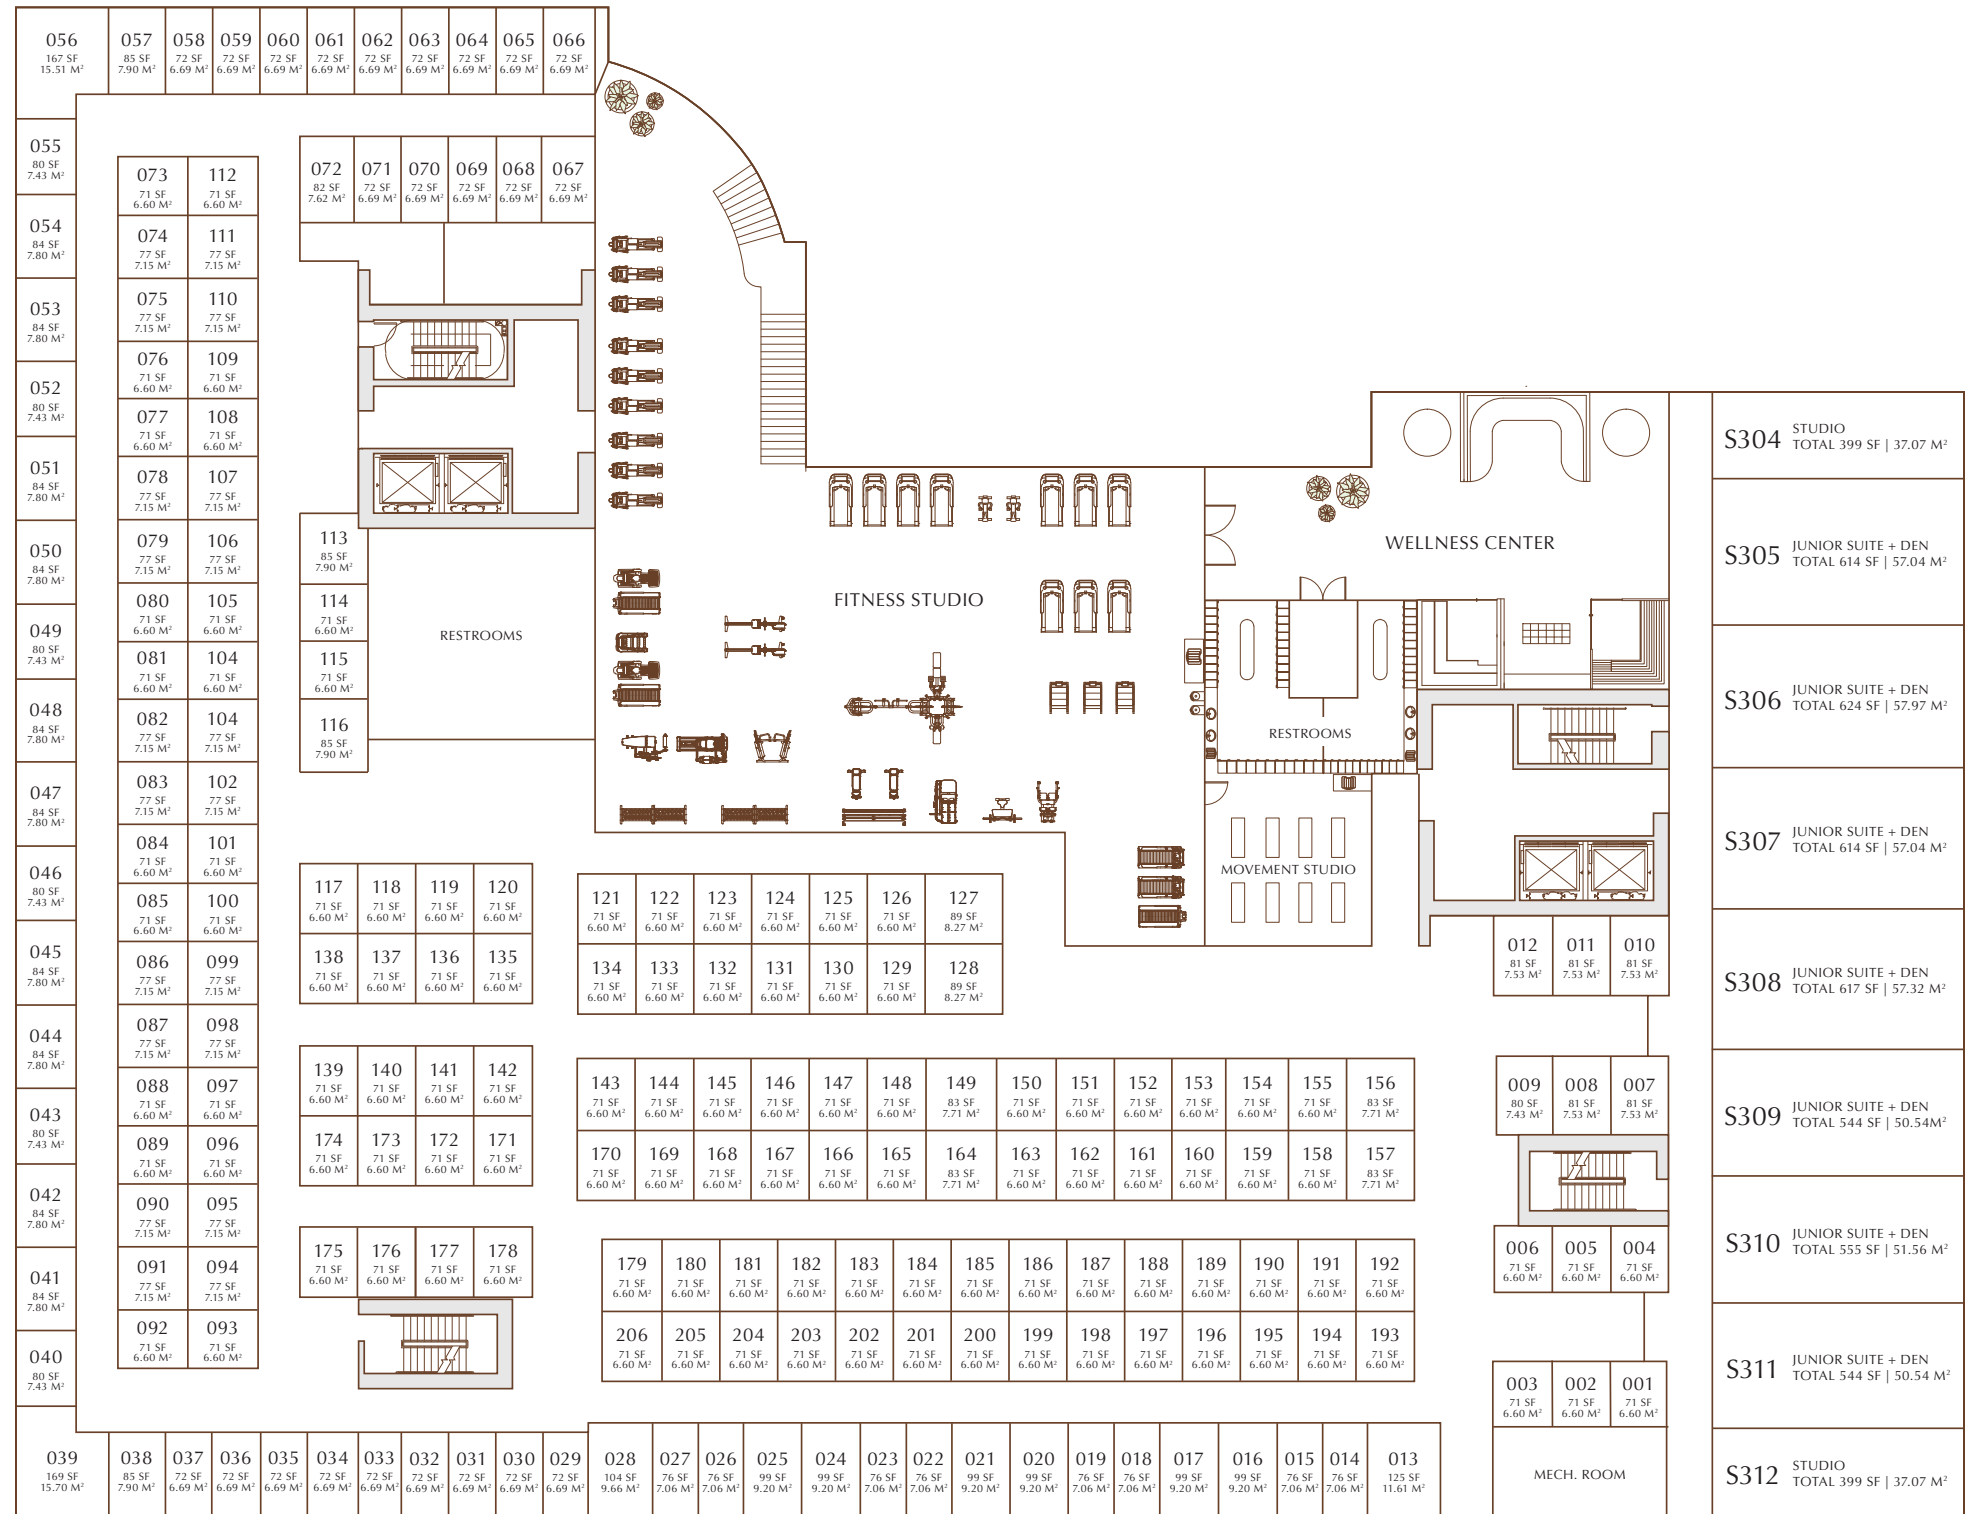 056
167 SF
15.51 M²
057
85 SF
7.90 M²
058
72 SF
6.69 M²
059
72 SF
6.69 M²
060
72 SF
6.69 M²
061
72 SF
6.69 M²
062
72 SF
6.69 M²
063
72 SF
6.69 M²
064
72 SF
6.69 M²
065
72 SF
6.69 M²
066
72 SF
6.69 M²
055
80 SF
7.43 M²
054
84 SF
7.80 M²
053
84 SF
7.80 M²
052
80 SF
7.43 M²
051
84 SF
7.80 M²
050
84 SF
7.80 M²
049
80 SF
7.43 M²
048
84 SF
7.80 M²
047
84 SF
7.80 M²
046
80 SF
7.43 M²
045
84 SF
7.80 M²
044
84 SF
7.80 M²
043
80 SF
7.43 M²
042
84 SF
7.80 M²
041
84 SF
7.80 M²
040
80 SF
7.43 M²
073
71 SF
6.60 M²
112
71 SF
6.60 M²
074
77 SF
7.15 M²
111
77 SF
7.15 M²
075
77 SF
7.15 M²
110
77 SF
7.15 M²
076
71 SF
6.60 M²
109
71 SF
6.60 M²
077
71 SF
6.60 M²
108
71 SF
6.60 M²
078
77 SF
7.15 M²
107
77 SF
7.15 M²
079
77 SF
7.15 M²
106
77 SF
7.15 M²
080
71 SF
6.60 M²
105
71 SF
6.60 M²
081
71 SF
6.60 M²
104
71 SF
6.60 M²
082
77 SF
7.15 M²
104
77 SF
7.15 M²
083
77 SF
7.15 M²
102
77 SF
7.15 M²
084
71 SF
6.60 M²
101
71 SF
6.60 M²
085
71 SF
6.60 M²
100
71 SF
6.60 M²
086
77 SF
7.15 M²
099
77 SF
7.15 M²
087
77 SF
7.15 M²
098
77 SF
7.15 M²
088
71 SF
6.60 M²
097
71 SF
6.60 M²
089
71 SF
6.60 M²
096
71 SF
6.60 M²
090
77 SF
7.15 M²
095
77 SF
7.15 M²
091
77 SF
7.15 M²
094
77 SF
7.15 M²
092
71 SF
6.60 M²
093
71 SF
6.60 M²
072
82 SF
7.62 M²
071
72 SF
6.69 M²
070
72 SF
6.69 M²
069
72 SF
6.69 M²
068
72 SF
6.69 M²
067
72 SF
6.69 M²
113
85 SF
7.90 M²
114
71 SF
6.60 M²
115
71 SF
6.60 M²
116
85 SF
7.90 M²
RESTROOMS
FITNESS STUDIO
WELLNESS CENTER
RESTROOMS
MOVEMENT STUDIO
117
71 SF
6.60 M²
118
71 SF
6.60 M²
119
71 SF
6.60 M²
120
71 SF
6.60 M²
138
71 SF
6.60 M²
137
71 SF
6.60 M²
136
71 SF
6.60 M²
135
71 SF
6.60 M²
121
71 SF
6.60 M²
122
71 SF
6.60 M²
123
71 SF
6.60 M²
124
71 SF
6.60 M²
125
71 SF
6.60 M²
126
71 SF
6.60 M²
127
89 SF
8.27 M²
134
71 SF
6.60 M²
133
71 SF
6.60 M²
132
71 SF
6.60 M²
131
71 SF
6.60 M²
130
71 SF
6.60 M²
129
71 SF
6.60 M²
128
89 SF
8.27 M²
139
71 SF
6.60 M²
140
71 SF
6.60 M²
141
71 SF
6.60 M²
142
71 SF
6.60 M²
174
71 SF
6.60 M²
173
71 SF
6.60 M²
172
71 SF
6.60 M²
171
71 SF
6.60 M²
143
71 SF
6.60 M²
144
71 SF
6.60 M²
145
71 SF
6.60 M²
146
71 SF
6.60 M²
147
71 SF
6.60 M²
148
71 SF
6.60 M²
149
83 SF
7.71 M²
150
71 SF
6.60 M²
151
71 SF
6.60 M²
152
71 SF
6.60 M²
153
71 SF
6.60 M²
154
71 SF
6.60 M²
155
71 SF
6.60 M²
156
83 SF
7.71 M²
170
71 SF
6.60 M²
169
71 SF
6.60 M²
168
71 SF
6.60 M²
167
71 SF
6.60 M²
166
71 SF
6.60 M²
165
71 SF
6.60 M²
164
83 SF
7.71 M²
163
71 SF
6.60 M²
162
71 SF
6.60 M²
161
71 SF
6.60 M²
160
71 SF
6.60 M²
159
71 SF
6.60 M²
158
71 SF
6.60 M²
157
83 SF
7.71 M²
175
71 SF
6.60 M²
176
71 SF
6.60 M²
177
71 SF
6.60 M²
178
71 SF
6.60 M²
179
71 SF
6.60 M²
180
71 SF
6.60 M²
181
71 SF
6.60 M²
182
71 SF
6.60 M²
183
71 SF
6.60 M²
184
71 SF
6.60 M²
185
71 SF
6.60 M²
186
71 SF
6.60 M²
187
71 SF
6.60 M²
188
71 SF
6.60 M²
189
71 SF
6.60 M²
190
71 SF
6.60 M²
191
71 SF
6.60 M²
192
71 SF
6.60 M²
206
71 SF
6.60 M²
205
71 SF
6.60 M²
204
71 SF
6.60 M²
203
71 SF
6.60 M²
202
71 SF
6.60 M²
201
71 SF
6.60 M²
200
71 SF
6.60 M²
199
71 SF
6.60 M²
198
71 SF
6.60 M²
197
71 SF
6.60 M²
196
71 SF
6.60 M²
195
71 SF
6.60 M²
194
71 SF
6.60 M²
193
71 SF
6.60 M²
012
81 SF
7.53 M²
011
81 SF
7.53 M²
010
81 SF
7.53 M²
009
80 SF
7.43 M²
008
81 SF
7.53 M²
007
81 SF
7.53 M²
006
71 SF
6.60 M²
005
71 SF
6.60 M²
004
71 SF
6.60 M²
003
71 SF
6.60 M²
002
71 SF
6.60 M²
001
71 SF
6.60 M²
MECH. ROOM
039
169 SF
15.70 M²
038
85 SF
7.90 M²
037
72 SF
6.69 M²
036
72 SF
6.69 M²
035
72 SF
6.69 M²
034
72 SF
6.69 M²
033
72 SF
6.69 M²
032
72 SF
6.69 M²
031
72 SF
6.69 M²
030
72 SF
6.69 M²
029
72 SF
6.69 M²
028
104 SF
9.66 M²
027
76 SF
7.06 M²
026
76 SF
7.06 M²
025
99 SF
9.20 M²
024
99 SF
9.20 M²
023
76 SF
7.06 M²
022
76 SF
7.06 M²
021
99 SF
9.20 M²
020
99 SF
9.20 M²
019
76 SF
7.06 M²
018
76 SF
7.06 M²
017
99 SF
9.20 M²
016
99 SF
9.20 M²
015
76 SF
7.06 M²
014
76 SF
7.06 M²
013
125 SF
11.61 M²
S304
STUDIO
TOTAL 399 SF | 37.07 M²
S305
JUNIOR SUITE + DEN
TOTAL 614 SF | 57.04 M²
S306
JUNIOR SUITE + DEN
TOTAL 624 SF | 57.97 M²
S307
JUNIOR SUITE + DEN
TOTAL 614 SF | 57.04 M²
S308
JUNIOR SUITE + DEN
TOTAL 617 SF | 57.32 M²
S309
JUNIOR SUITE + DEN
TOTAL 544 SF | 50.54M²
S310
JUNIOR SUITE + DEN
TOTAL 555 SF | 51.56 M²
S311
JUNIOR SUITE + DEN
TOTAL 544 SF | 50.54 M²
S312
STUDIO
TOTAL 399 SF | 37.07 M²